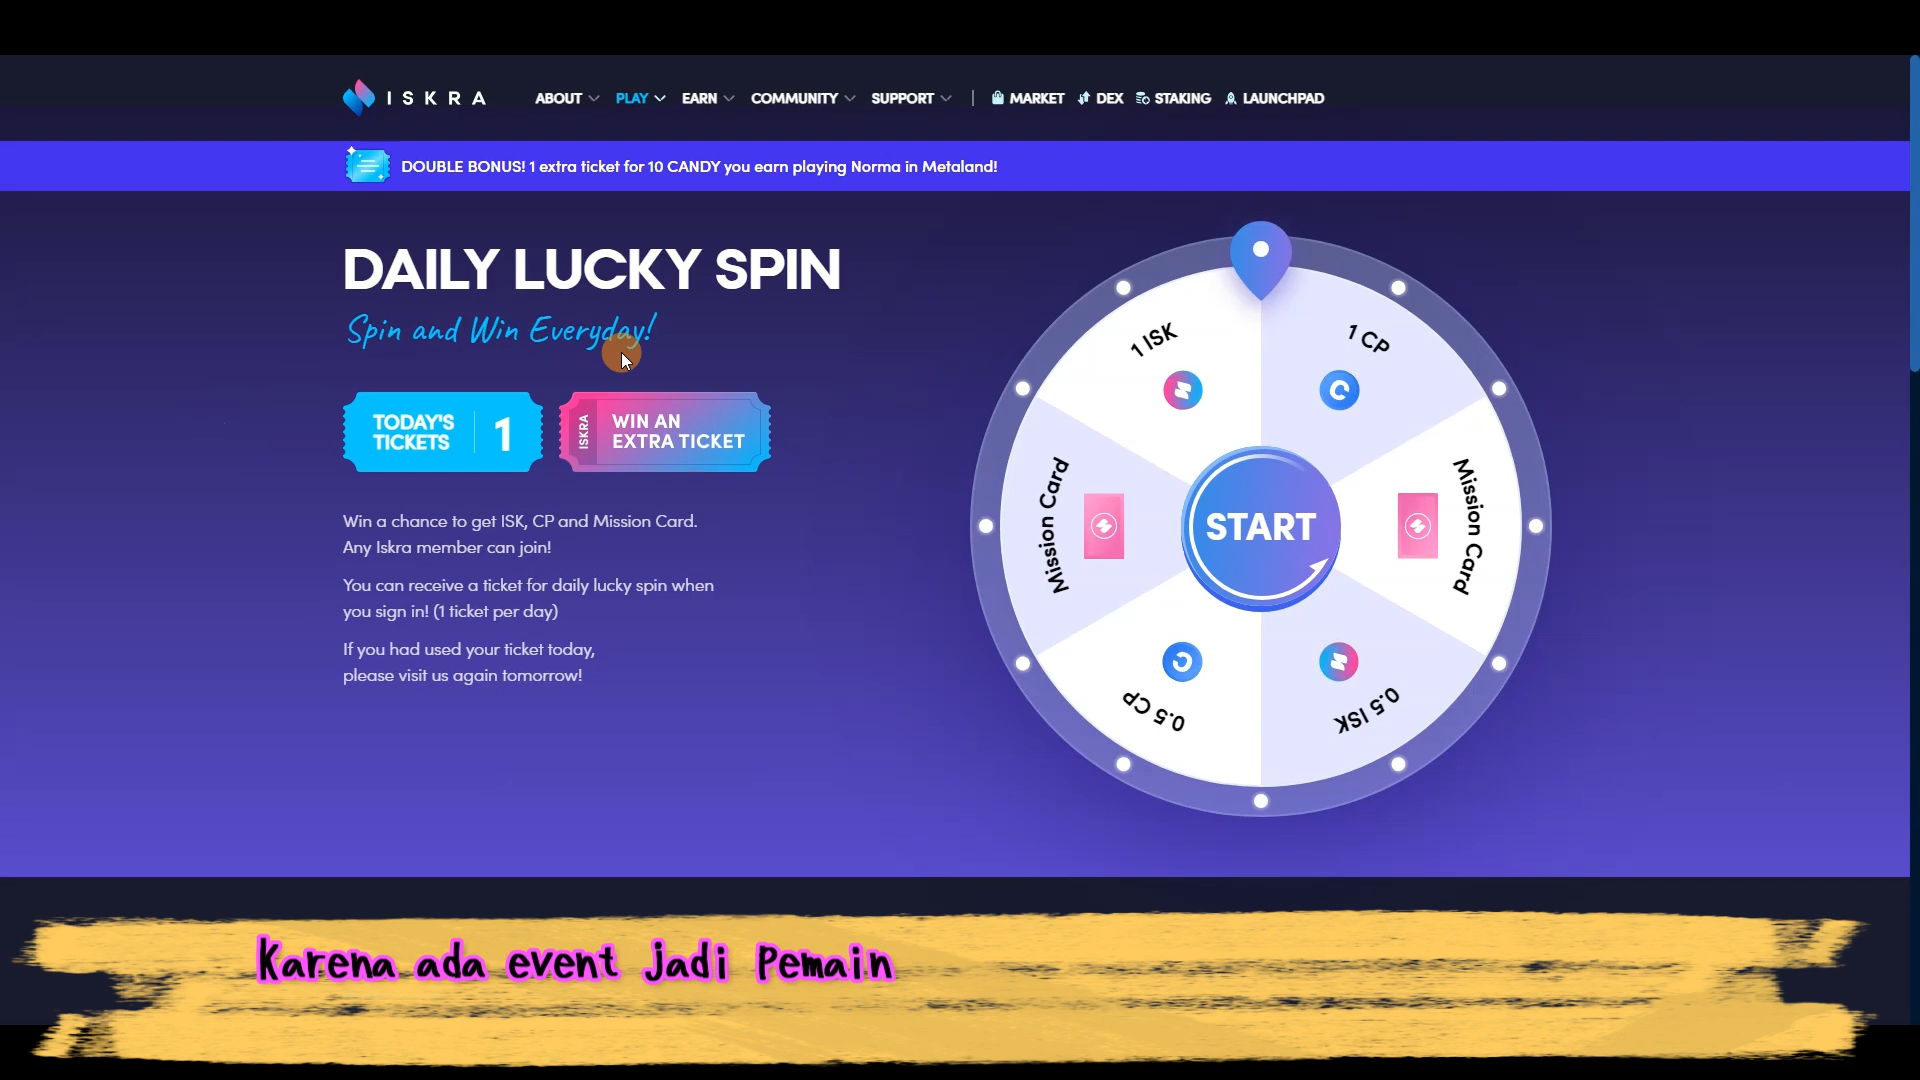 ISKRA
ABOUT
PLAY
EARN
COMMUNITY
SUPPORT
MARKET
DEX
STAKING
LAUNCHPAD
DOUBLE BONUS! 1 extra ticket for 10 CANDY you earn playing Norma in Metaland!
DAILY LUCKY SPIN
Spin and Win Everyday!
TODAY'S
TICKETS
1
ISKRA
WIN AN
EXTRA TICKET
Win a chance to get ISK, CP and Mission Card.
Any Iskra member can join!
You can receive a ticket for daily lucky spin when
you sign in! (1 ticket per day)
If you had used your ticket today,
please visit us again tomorrow!
1 ISK
1 CP
Mission Card
START
Mission Card
0.5 CP
0.5 ISK
Karena ada event Jadi Pemain